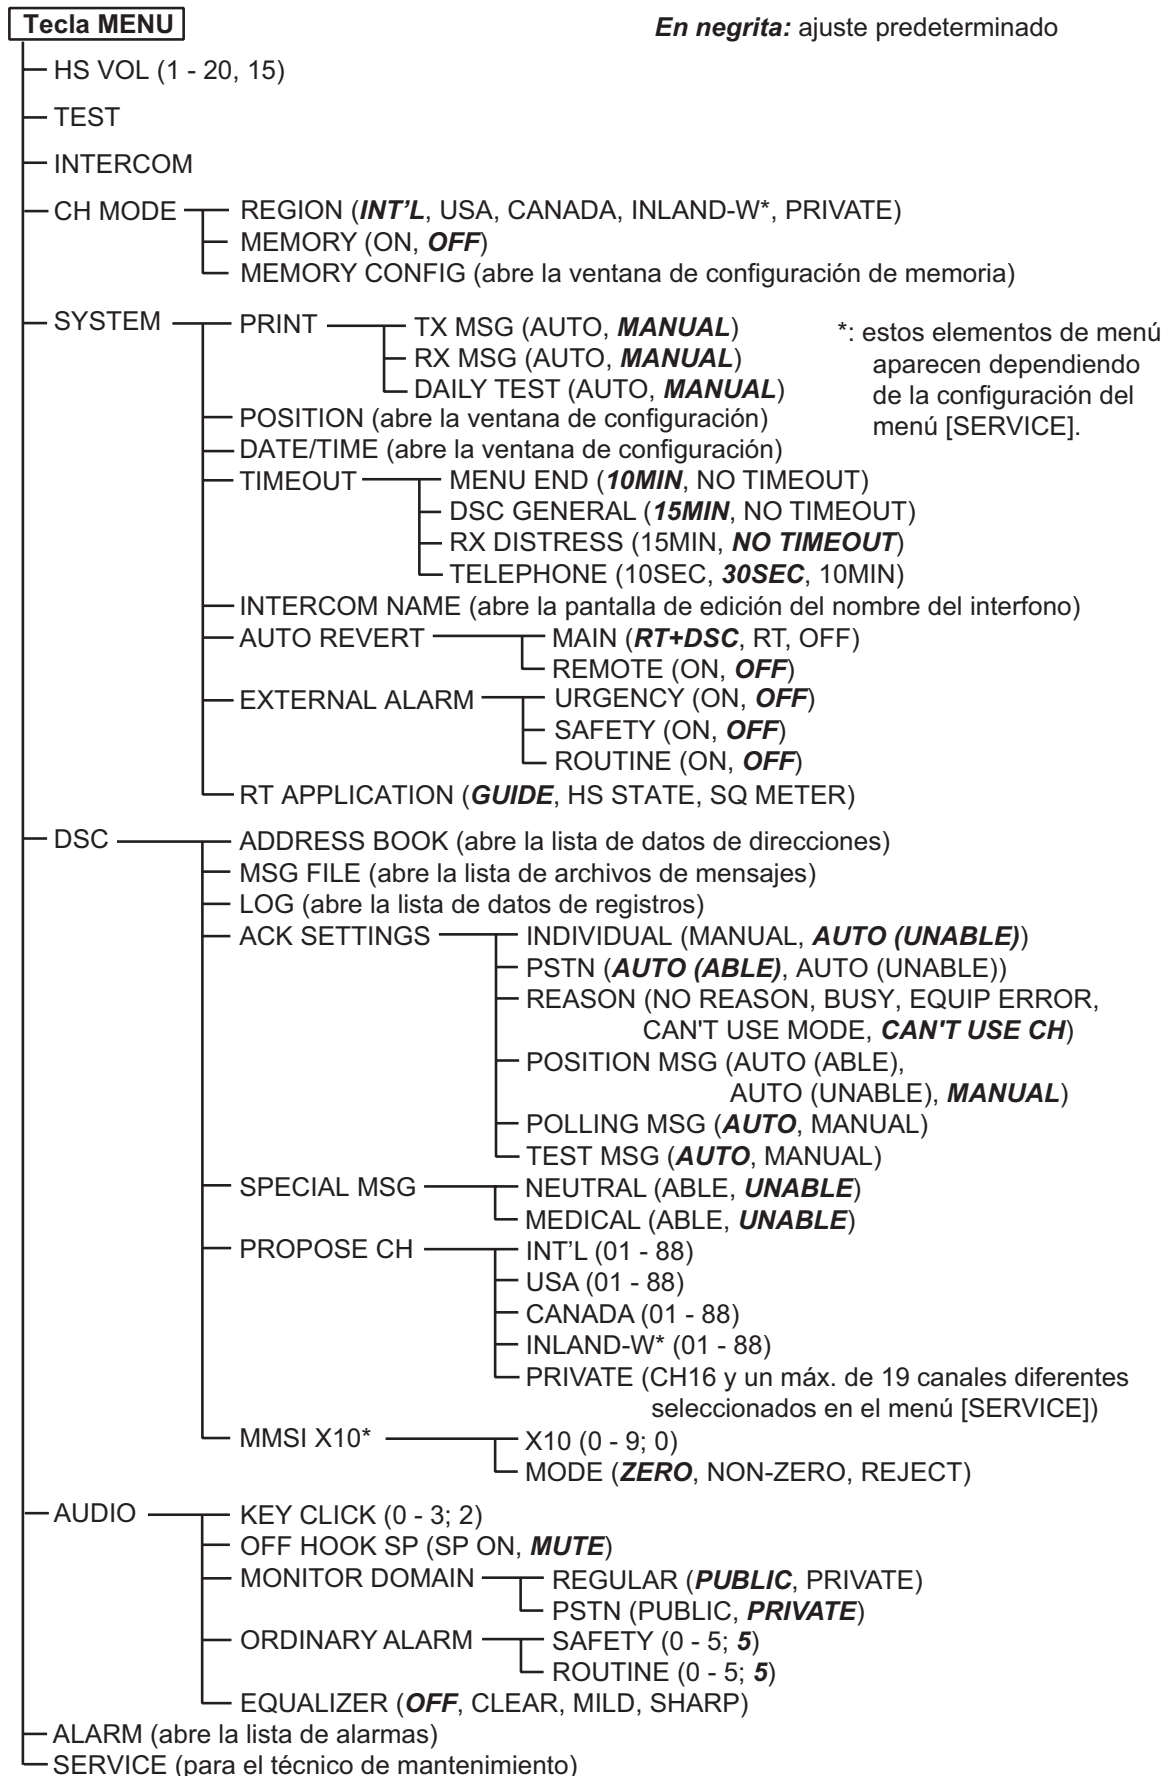 Tecla MENU
En negrita: ajuste predeterminado
HS VOL (1 - 20, 15)
TEST
INTERCOM
CH MODE
REGION (INT'L, USA, CANADA, INLAND-W*, PRIVATE)
MEMORY (ON, OFF)
MEMORY CONFIG (abre la ventana de configuración de memoria)
SYSTEM
PRINT
TX MSG (AUTO, MANUAL)
RX MSG (AUTO, MANUAL)
DAILY TEST (AUTO, MANUAL)
*: estos elementos de menú
aparecen dependiendo
de la configuración del
menú [SERVICE].
POSITION (abre la ventana de configuración)
DATE/TIME (abre la ventana de configuración)
TIMEOUT
MENU END (10MIN, NO TIMEOUT)
DSC GENERAL (15MIN, NO TIMEOUT)
RX DISTRESS (15MIN, NO TIMEOUT)
TELEPHONE (10SEC, 30SEC, 10MIN)
INTERCOM NAME (abre la pantalla de edición del nombre del interfono)
AUTO REVERT
MAIN (RT+DSC, RT, OFF)
REMOTE (ON, OFF)
EXTERNAL ALARM
URGENCY (ON, OFF)
SAFETY (ON, OFF)
ROUTINE (ON, OFF)
RT APPLICATION (GUIDE, HS STATE, SQ METER)
DSC
ADDRESS BOOK (abre la lista de datos de direcciones)
MSG FILE (abre la lista de archivos de mensajes)
LOG (abre la lista de datos de registros)
ACK SETTINGS
INDIVIDUAL (MANUAL, AUTO (UNABLE))
PSTN (AUTO (ABLE), AUTO (UNABLE))
REASON (NO REASON, BUSY, EQUIP ERROR,
CAN'T USE MODE, CAN'T USE CH)
POSITION MSG (AUTO (ABLE),
AUTO (UNABLE), MANUAL)
POLLING MSG (AUTO, MANUAL)
TEST MSG (AUTO, MANUAL)
SPECIAL MSG
NEUTRAL (ABLE, UNABLE)
MEDICAL (ABLE, UNABLE)
PROPOSE CH
INT'L (01 - 88)
USA (01 - 88)
CANADA (01 - 88)
INLAND-W* (01 - 88)
PRIVATE (CH16 y un máx. de 19 canales diferentes
seleccionados en el menú [SERVICE])
MMSI X10*
X10 (0 - 9; 0)
MODE (ZERO, NON-ZERO, REJECT)
AUDIO
KEY CLICK (0 - 3; 2)
OFF HOOK SP (SP ON, MUTE)
MONITOR DOMAIN
REGULAR (PUBLIC, PRIVATE)
PSTN (PUBLIC, PRIVATE)
ORDINARY ALARM
SAFETY (0 - 5; 5)
ROUTINE (0 - 5; 5)
EQUALIZER (OFF, CLEAR, MILD, SHARP)
ALARM (abre la lista de alarmas)
SERVICE (para el técnico de mantenimiento)